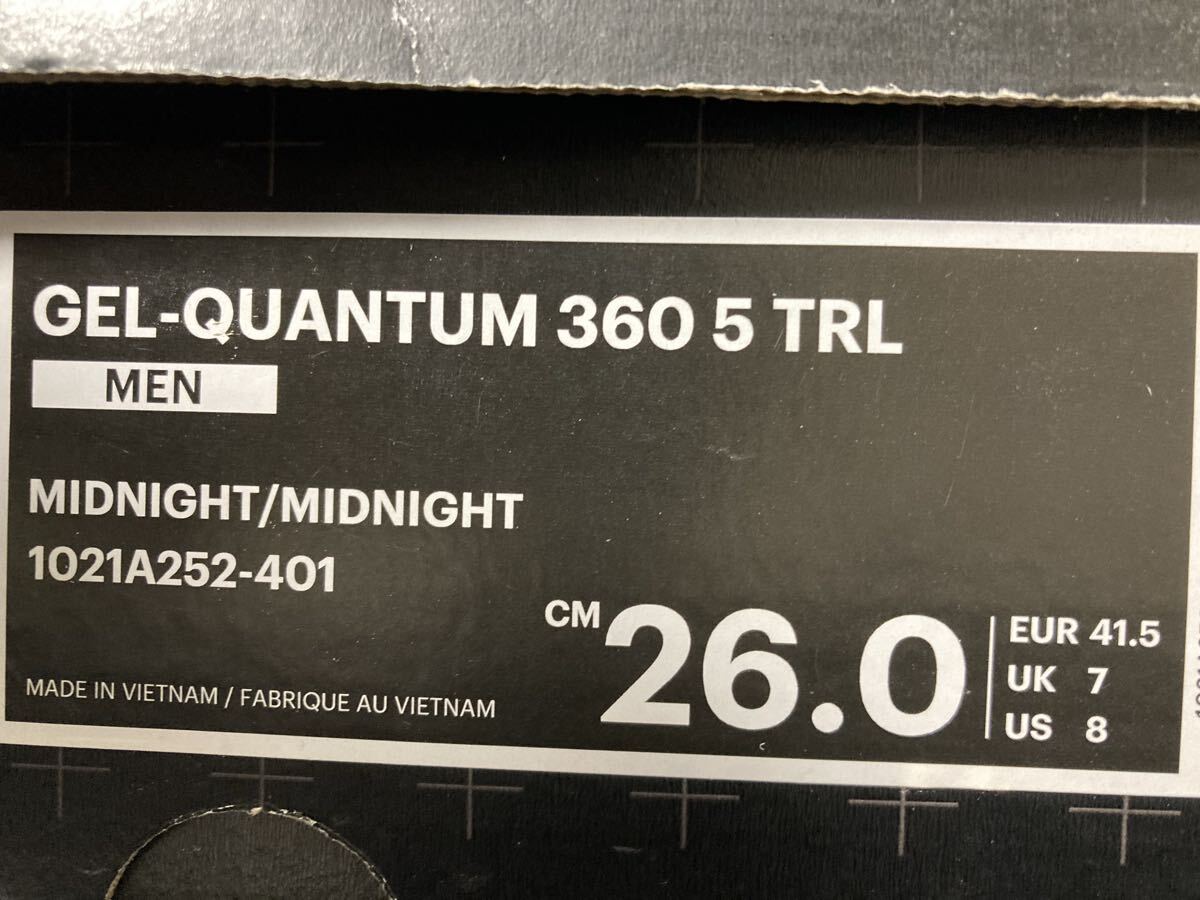 GEL-QUANTUM 360 5 TRL
MEN
MIDNIGHT/MIDNIGHT
1021A252-401
CM 26.0
EUR 41.5
UK 7
US 8
MADE IN VIETNAM / FABRIQUE AU VIETNAM